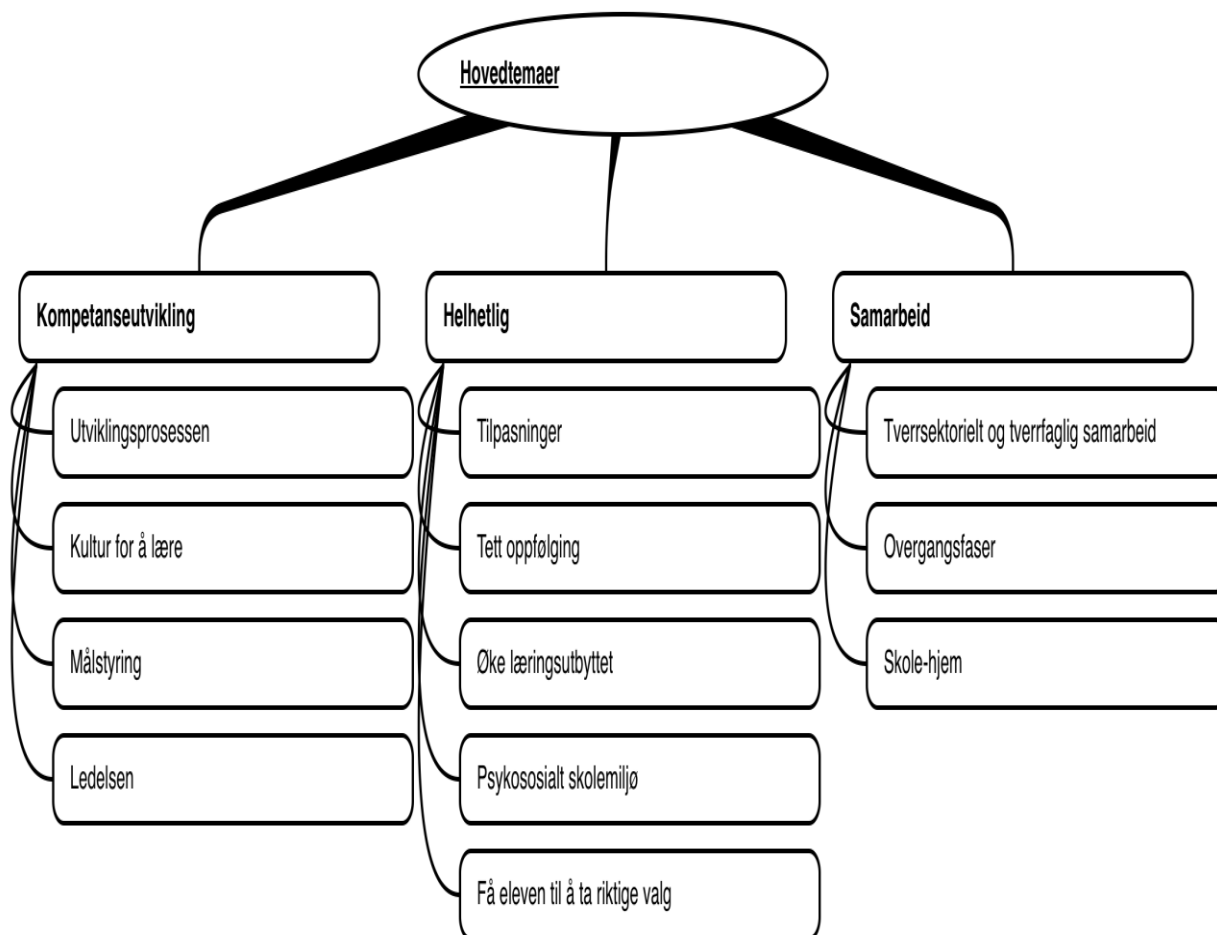 Hovedtemaer
Kompetanseutvikling
Utviklingsprosessen
Kultur for å lære
Målstyring
Ledelsen
Helhetlig
Tilpasninger
Tett oppfølging
Øke læringsutbyttet
Psykososialt skolemiljø
Få eleven til å ta riktige valg
Samarbeid
Tverrsektorielt og tverrfaglig samarbeid
Overgangsfaser
Skole-hjem